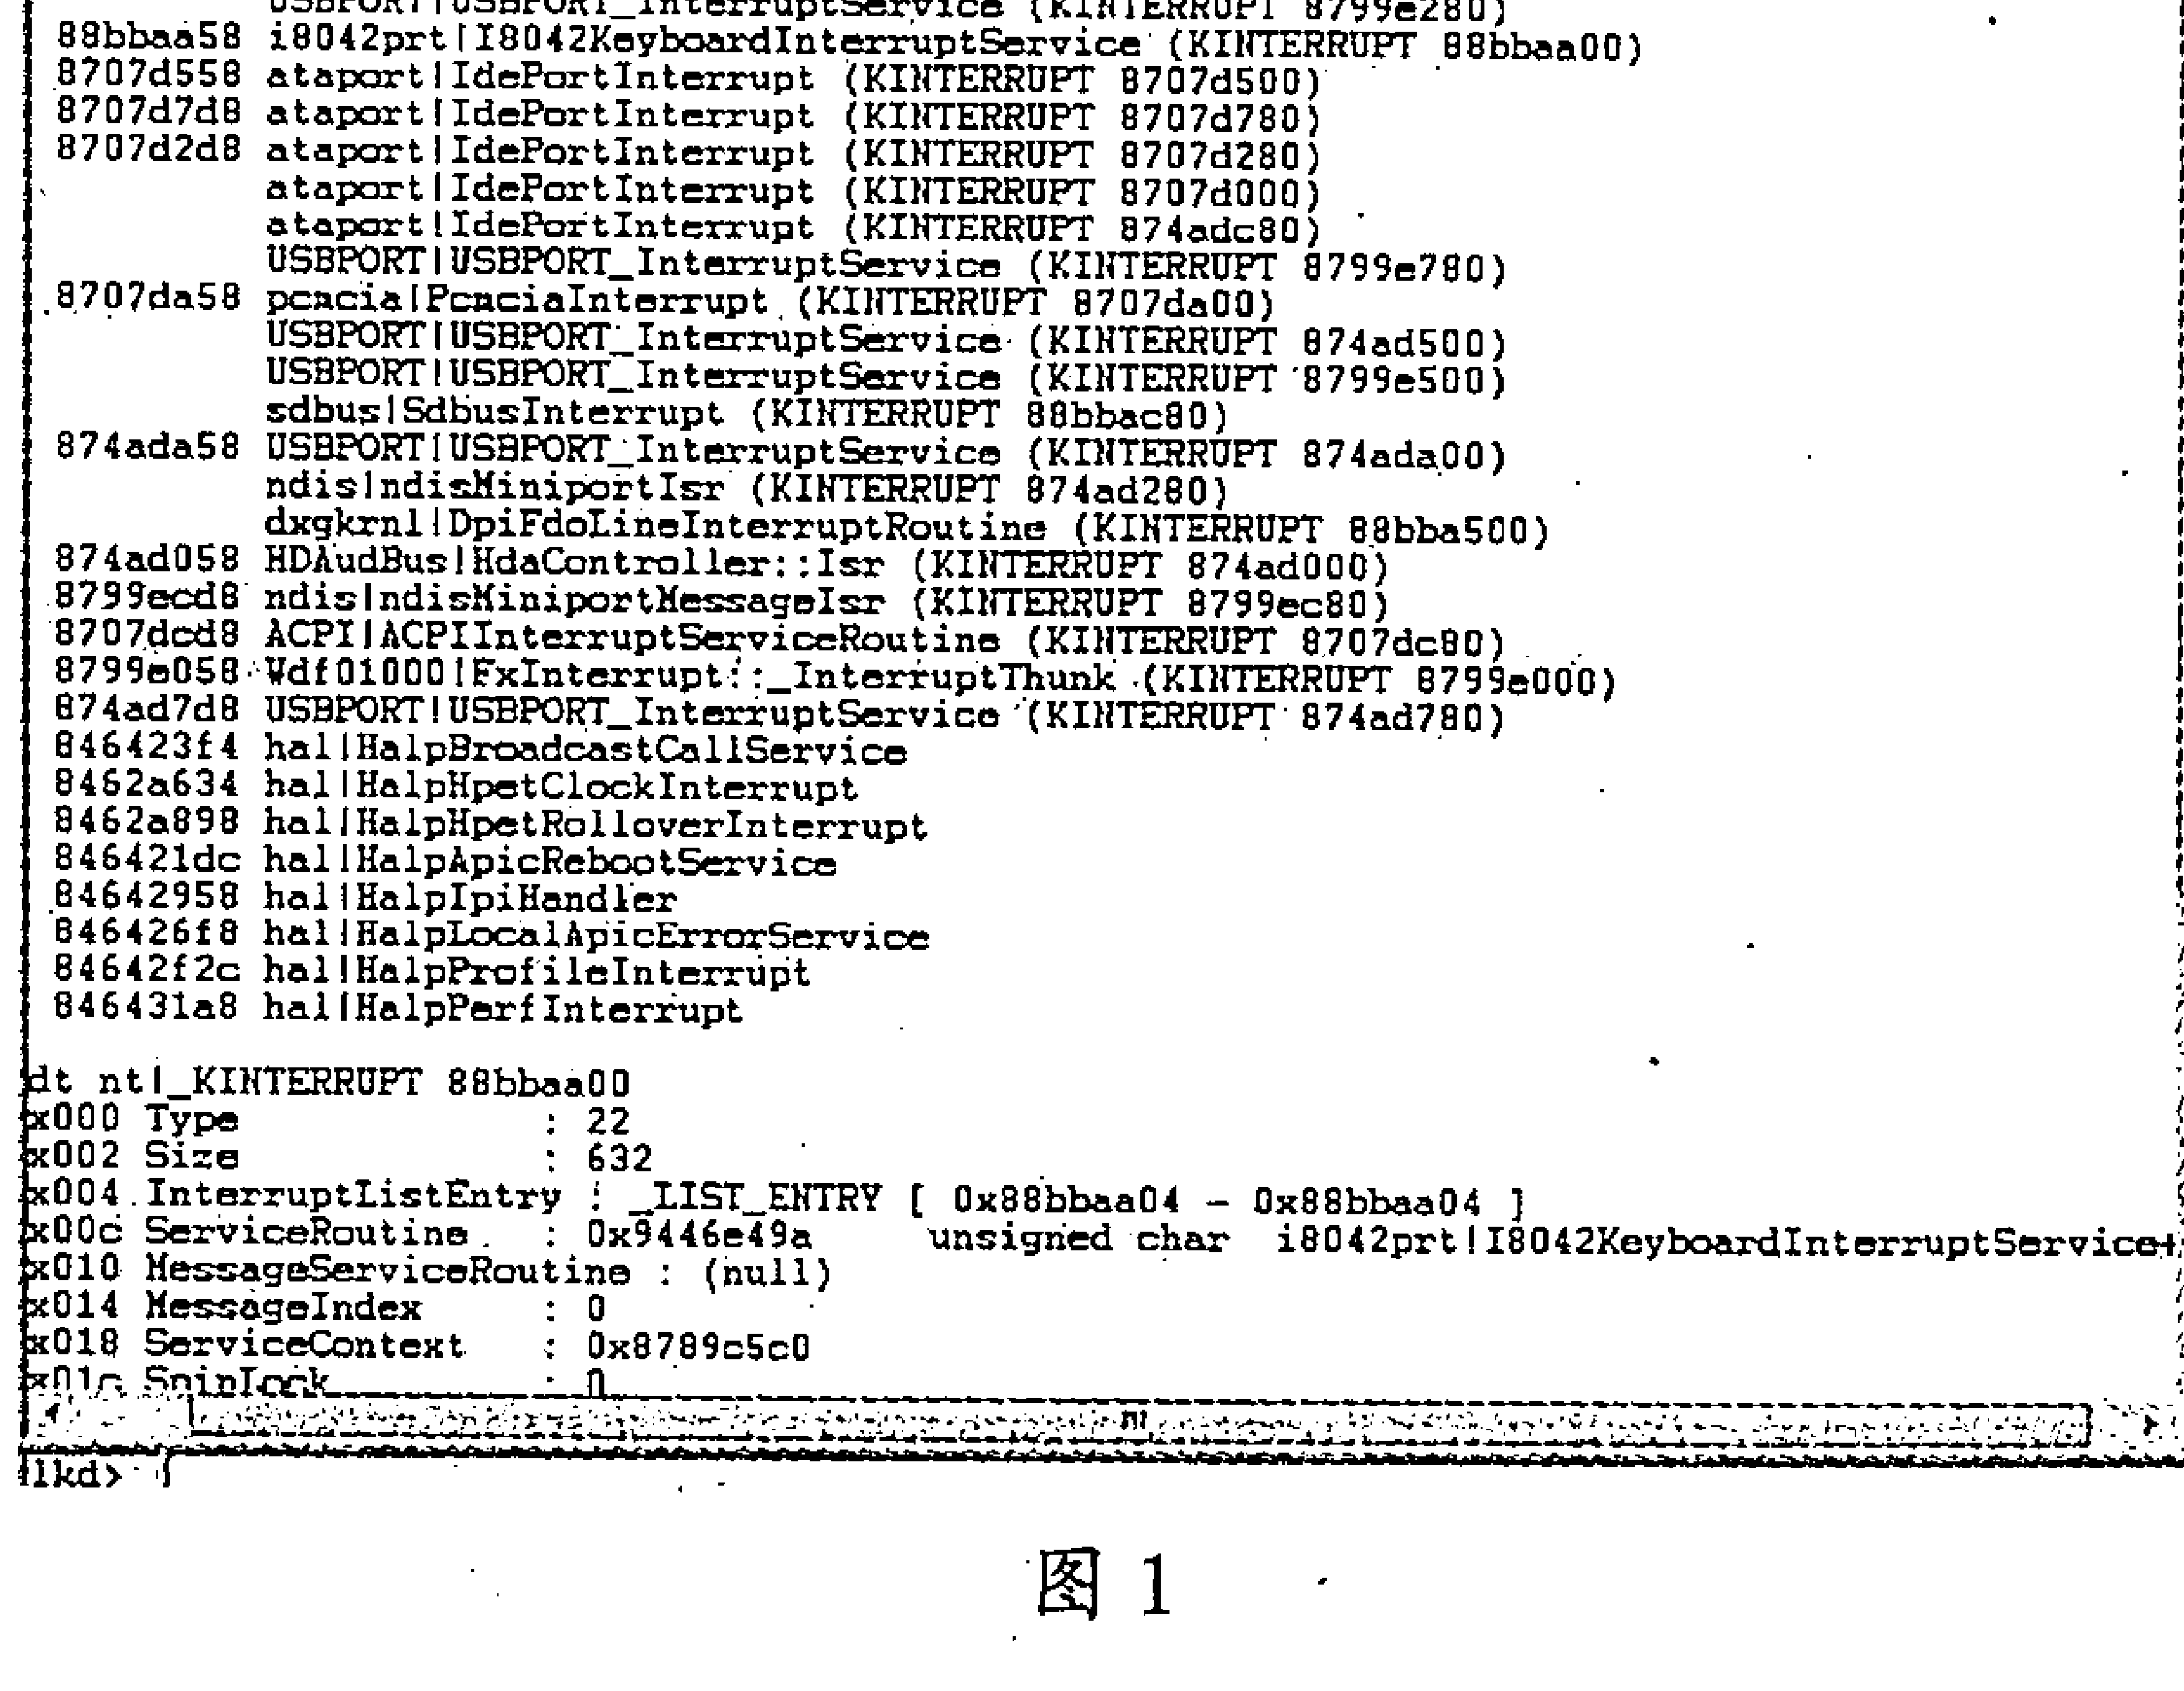 USBPORT!USBPORT_InterruptService (KINTERRUPT 8799e280)
88bbaa58 i8042prt!I8042KeyboardInterruptService (KINTERRUPT 88bbaa00)
8707d558 ataport!IdePortInterrupt (KINTERRUPT 8707d500)
8707d7d8 ataport!IdePortInterrupt (KINTERRUPT 8707d780)
8707d2d8 ataport!IdePortInterrupt (KINTERRUPT 8707d280)
ataport!IdePortInterrupt (KINTERRUPT 8707d000)
ataport!IdePortInterrupt (KINTERRUPT 874adc80)
USBPORT!USBPORT_InterruptService (KINTERRUPT 8799e780)
8707da58 pcmcia!PcmciaInterrupt (KINTERRUPT 8707da00)
USBPORT!USBPORT_InterruptService (KINTERRUPT 874ad500)
USBPORT!USBPORT_InterruptService (KINTERRUPT 8799e500)
sdbus!SdbusInterrupt (KINTERRUPT 88bbac80)
874ada58 USBPORT!USBPORT_InterruptService (KINTERRUPT 874ada00)
ndis!ndisMiniportIsr (KINTERRUPT 874ad280)
dxgkrnl!DpiFdoLineInterruptRoutine (KINTERRUPT 88bba500)
874ad058 HDAudBus!HdaController::Isr (KINTERRUPT 874ad000)
8799ecd8 ndis!ndisMiniportMessageIsr (KINTERRUPT 8799ec80)
8707dcd8 ACPI!ACPIInterruptServiceRoutine (KINTERRUPT 8707dc80)
8799e058 Wdf01000!FxInterrupt::_InterruptThunk (KINTERRUPT 8799e000)
874ad7d8 USBPORT!USBPORT_InterruptService (KINTERRUPT 874ad780)
846423f4 hal!HalpBroadcastCallService
8462a634 hal!HalpHpetClockInterrupt
8462a898 hal!HalpHpetRolloverInterrupt
846421dc hal!HalpApicRebootService
84642958 hal!HalpIpiHandler
846426f8 hal!HalpLocalApicErrorService
84642f2c hal!HalpProfileInterrupt
846431a8 hal!HalpPerfInterrupt
dt nt!_KINTERRUPT 88bbaa00
x000 Type : 22
x002 Size : 632
x004 InterruptListEntry : _LIST_ENTRY [ 0x88bbaa04 - 0x88bbaa04 ]
x00c ServiceRoutine : 0x9446e49a unsigned char i8042prt!I8042KeyboardInterruptService+
x010 MessageServiceRoutine : (null)
x014 MessageIndex : 0
x018 ServiceContext : 0x8789c5c0
x01c SpinLock : 0
lkd>
图 1